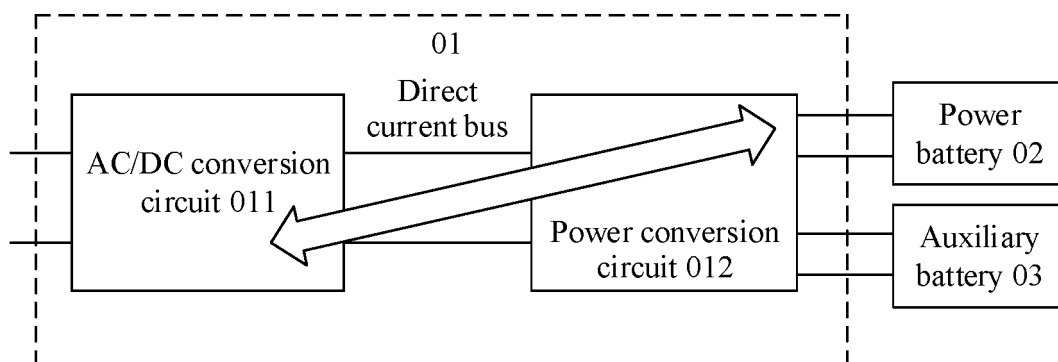 01
Direct
current bus
AC/DC conversion
circuit 011
Power conversion
circuit 012
Power
battery 02
Auxiliary
battery 03